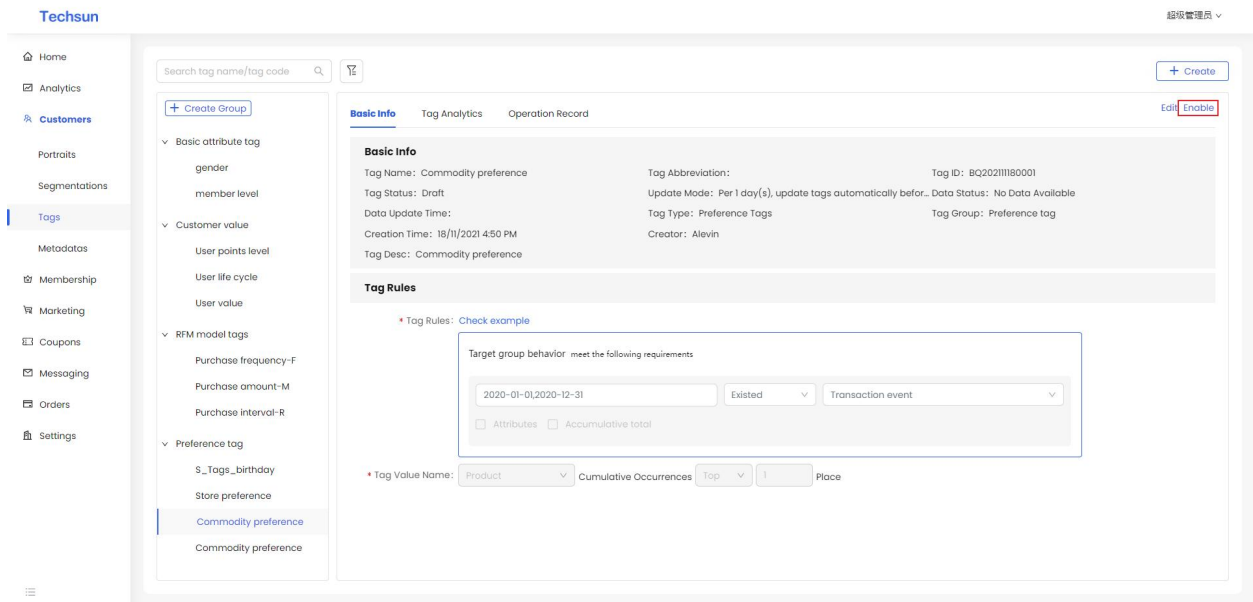 Techsun
超级管理员
Home
Analytics
Customers
Portraits
Segmentations
Tags
Metadatas
Membership
Marketing
Coupons
Messaging
Orders
Settings
Search tag name/tag code
+ Create
+ Create Group
Basic attribute tag
gender
member level
Customer value
User points level
User life cycle
User value
RFM model tags
Purchase frequency-F
Purchase amount-M
Purchase interval-R
Preference tag
S_Tags_birthday
Store preference
Commodity preference
Commodity preference
Basic Info Tag Analytics Operation Record
Edit Enable
Basic Info
Tag Name: Commodity preference Tag Abbreviation: Tag ID: BQ202111180001
Tag Status: Draft Update Mode: Per 1 day(s), update tags automatically befor... Data Status: No Data Available
Data Update Time: Tag Type: Preference Tags Tag Group: Preference tag
Creation Time: 18/11/2021 4:50 PM Creator: Alevin
Tag Desc: Commodity preference
Tag Rules
* Tag Rules: Check example
Target group behavior meet the following requirements
2020-01-01,2020-12-31 Existed Transaction event
Attributes Accumulative total
* Tag Value Name: Product Cumulative Occurrences Top 1 Place